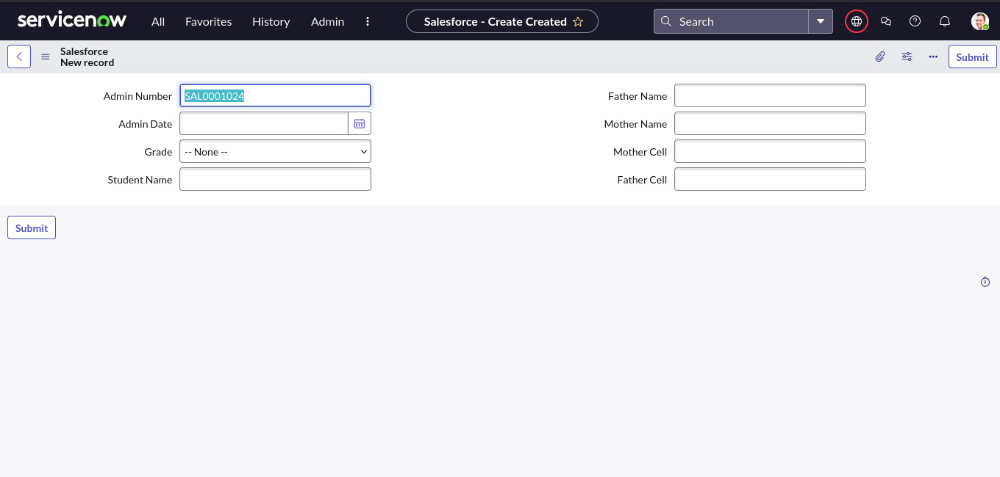 servicenow All Favorites History Admin Salesforce - Create Created Search
Salesforce
New record
Submit
Admin Number SAL0001024
Father Name
Admin Date
Mother Name
Grade -- None --
Mother Cell
Student Name
Father Cell
Submit